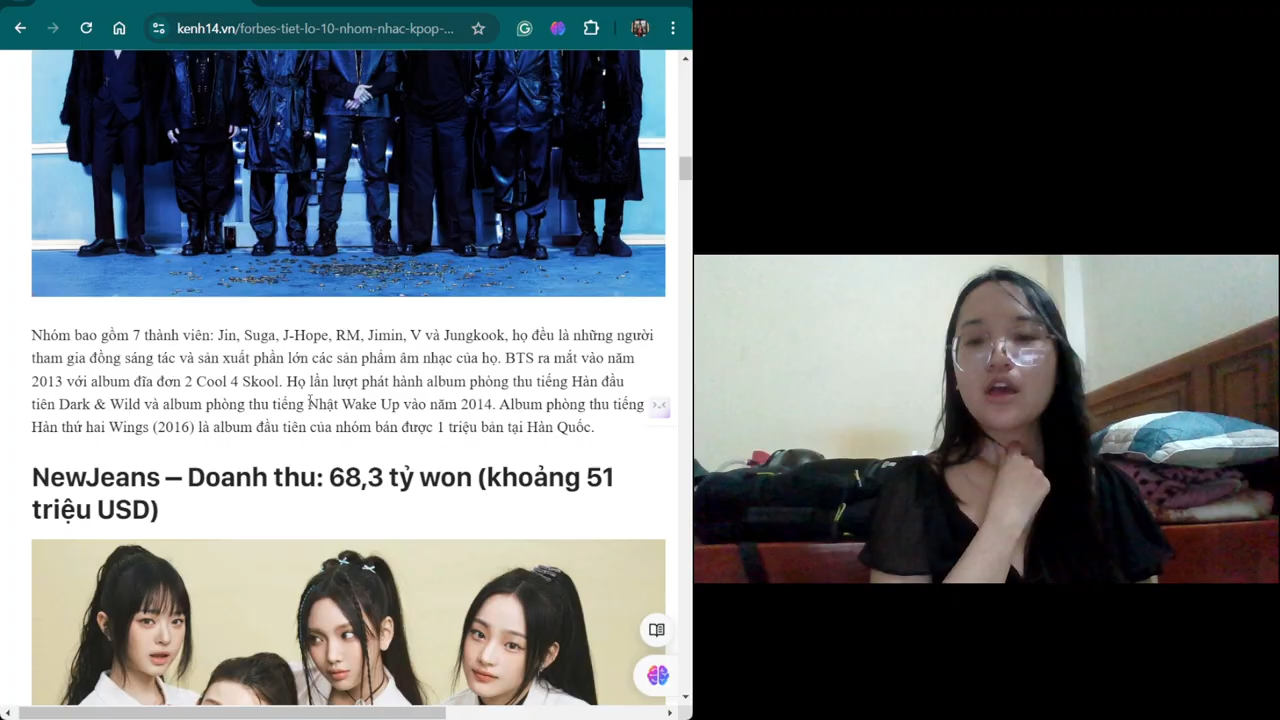 kenh14.vn/forbes-tiet-lo-10-nhom-nhac-kpop-...
Nhóm bao gồm 7 thành viên: Jin, Suga, J-Hope, RM, Jimin, V và Jungkook, họ đều là những người
tham gia đồng sáng tác và sản xuất phần lớn các sản phẩm âm nhạc của họ. BTS ra mắt vào năm
2013 với album đĩa đơn 2 Cool 4 Skool. Họ lần lượt phát hành album phòng thu tiếng Hàn đầu
tiên Dark & Wild và album phòng thu tiếng Nhật Wake Up vào năm 2014. Album phòng thu tiếng
Hàn thứ hai Wings (2016) là album đầu tiên của nhóm bán được 1 triệu bản tại Hàn Quốc.
NewJeans – Doanh thu: 68,3 tỷ won (khoảng 51
triệu USD)